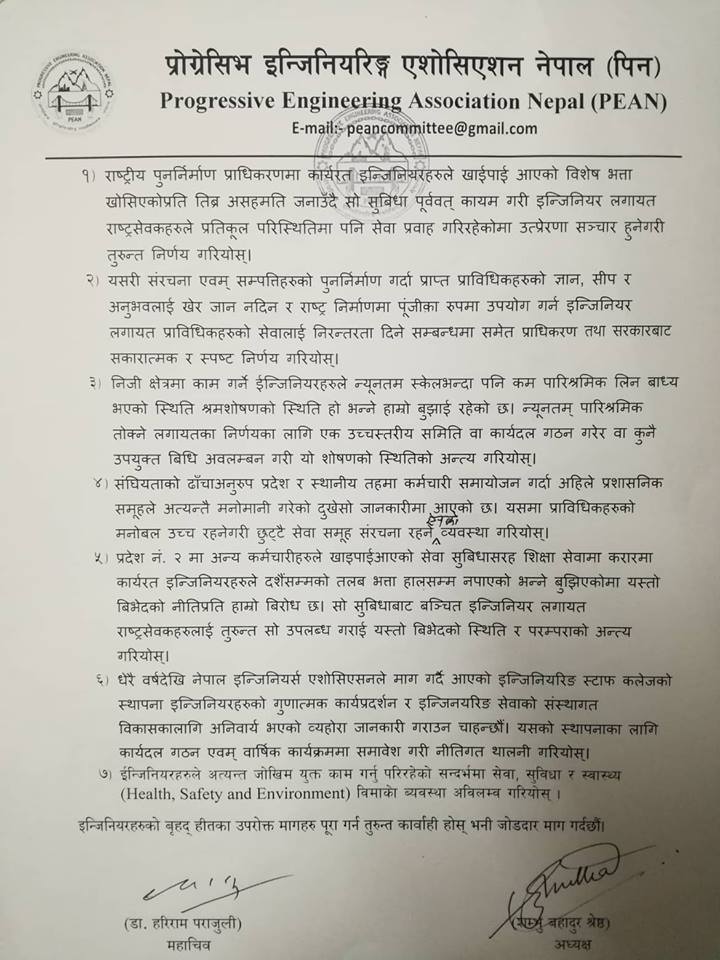 प्रोग्रेसिभ इन्जिनियरिङ्ग एशोसिएशन नेपाल (पिन)
Progressive Engineering Association Nepal (PEAN)
E-mail:- peancommittee@gmail.com
PEAN
१) राष्ट्रीय पुनर्निर्माण प्राधिकरणमा कार्यरत इन्जिनियरहरुले खाईपाई आएको विशेष भत्ता
खोसिएकोप्रति तिब्र असहमति जनाउँदै सो सुबिधा पूर्ववत् कायम गरी इन्जिनियर लगायत
राष्ट्रसेवकहरुले प्रतिकूल परिस्थितिमा पनि सेवा प्रवाह गरिरहेकोमा उत्प्रेरणा सञ्चार हुनेगरी
तुरुन्त निर्णय गरियोस्।
२) यसरी संरचना एवम् सम्पत्तिहरुको पुनर्निर्माण गर्दा प्राप्त प्राविधिकहरुको ज्ञान, सीप र
अनुभवलाई खेर जान नदिन र राष्ट्र निर्माणमा पूंजीका रुपमा उपयोग गर्न इन्जिनियर
लगायत प्राविधिकहरुको सेवालाई निरन्तरता दिने सम्बन्धमा समेत प्राधिकरण तथा सरकारबाट
सकारात्मक र स्पष्ट निर्णय गरियोस्।
३) निजी क्षेत्रमा काम गर्ने ईन्जिनियरहरुले न्यूनतम स्केलभन्दा पनि कम पारिश्रमिक लिन बाध्य
भएको स्थिति श्रमशोषणको स्थिति हो भन्ने हाम्रो बुझाई रहेको छ। न्यूनतम् पारिश्रमिक
तोक्ने लगायतका निर्णयका लागि एक उच्चस्तरीय समिति वा कार्यदल गठन गरेर वा कुनै
उपयुक्त बिधि अवलम्बन गरी यो शोषणको स्थितिको अन्त्य गरियोस्।
४) संघियताको ढाँचाअनुरुप प्रदेश र स्थानीय तहमा कर्मचारी समायोजन गर्दा अहिले प्रशासनिक
समूहले अत्यन्तै मनोमानी गरेको दुखेसो जानकारीमा आएको छ। यसमा प्राविधिकहरुको
मनोबल उच्च रहनेगरी छुट्टै सेवा समूह संरचना रहने व्यवस्था गरियोस्।
५) प्रदेश नं. २ मा अन्य कर्मचारीहरुले खाइपाईआएको सेवा सुबिधासरह शिक्षा सेवामा करारमा
कार्यरत इन्जिनियरहरुले दशैंसम्मको तलब भत्ता हालसम्म नपाएको भन्ने बुझिएकोमा यस्तो
बिभेदको नीतिप्रति हाम्रो बिरोध छ। सो सुबिधाबाट बञ्चित इन्जिनियर लगायत
राष्ट्रसेवकहरुलाई तुरुन्त सो उपलब्ध गराई यस्तो बिभेदको स्थिति र परम्पराको अन्त्य
गरियोस्।
६) धेरै वर्षदेखि नेपाल इन्जिनियर्स एशोसिएसनले माग गर्दै आएको इन्जिनियरिङ स्टाफ कलेजको
स्थापना इन्जिनियरहरुको गुणात्मक कार्यप्रदर्शन र इन्जिनयरिङ सेवाको संस्थागत
विकासकालागि अनिवार्य भएको व्यहोरा जानकारी गराउन चाहन्छौं। यसको स्थापनाका लागि
कार्यदल गठन एवम् वार्षिक कार्यक्रममा समावेश गरी नीतिगत थालनी गरियोस्।
७) ईन्जिनियरहरुले अत्यन्त जोखिम युक्त काम गर्नु परिरहेको सन्दर्भमा सेवा, सुविधा र स्वास्थ्य
(Health, Safety and Environment) विमाको व्यवस्था अविलम्ब गरियोस् ।
इन्जिनियरहरुको बृहद् हीतका उपरोक्त मागहरु पूरा गर्न तुरुन्त कार्वाही होस् भनी जोडदार माग गर्दछौं।
(डा. हरिराम पराजुली)
महाचिव
(शम्भु बहादुर श्रेष्ठ)
अध्यक्ष